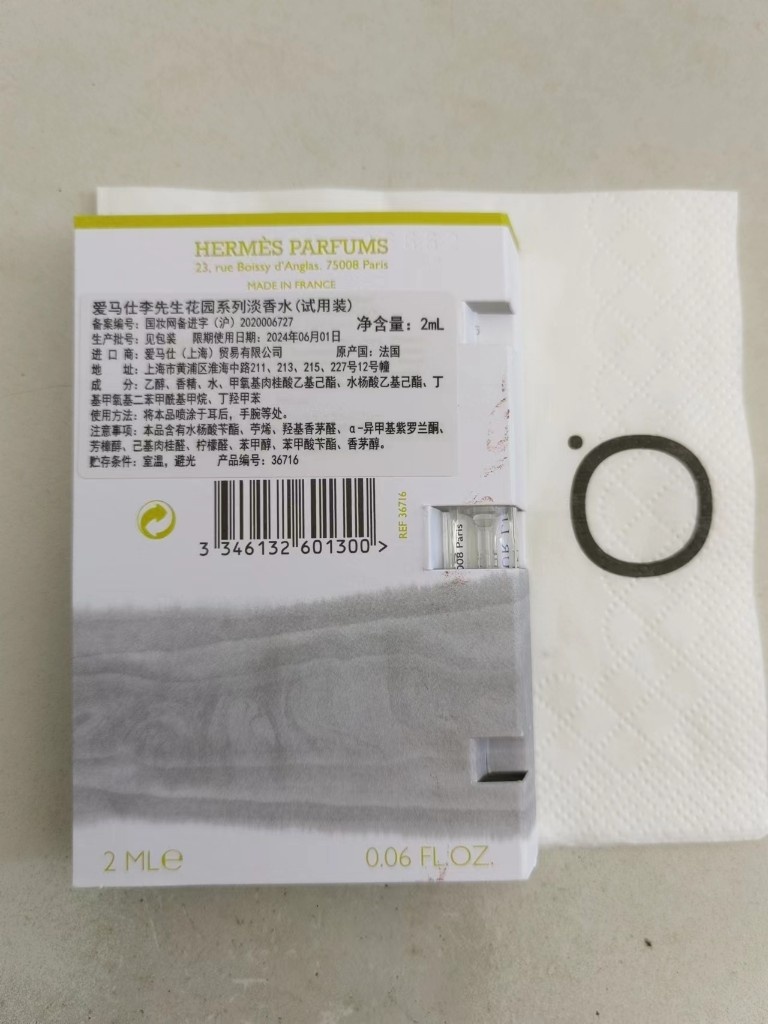 HERMÈS PARFUMS
23, rue Boissy d'Anglas. 75008 Paris
MADE IN FRANCE
爱马仕李先生花园系列淡香水(试用装)
备案编号：国妆网备进字（沪）2020006727 净含量：2mL
生产批号：见包装 限期使用日期：2024年06月01日
进 口 商：爱马仕（上海）贸易有限公司 原产国：法国
地 址：上海市黄浦区淮海中路211、213、215、227号12号幢
成 分：乙醇、香精、水、甲氧基肉桂酸乙基己酯、水杨酸乙基己酯、丁
基甲氧基二苯甲酰基甲烷、丁羟甲苯
使用方法：将本品喷涂于耳后，手腕等处。
注意事项：本品含有水杨酸苄酯、苧烯、羟基香茅醛、α-异甲基紫罗兰酮、
芳樟醇、己基肉桂醛、柠檬醛、苯甲醇、苯甲酸苄酯、香茅醇。
贮存条件：室温，避光 产品编号：36716
REF 36716
3 346132 601300 >
008 Paris
2 ML℮ 0.06 FL.OZ.